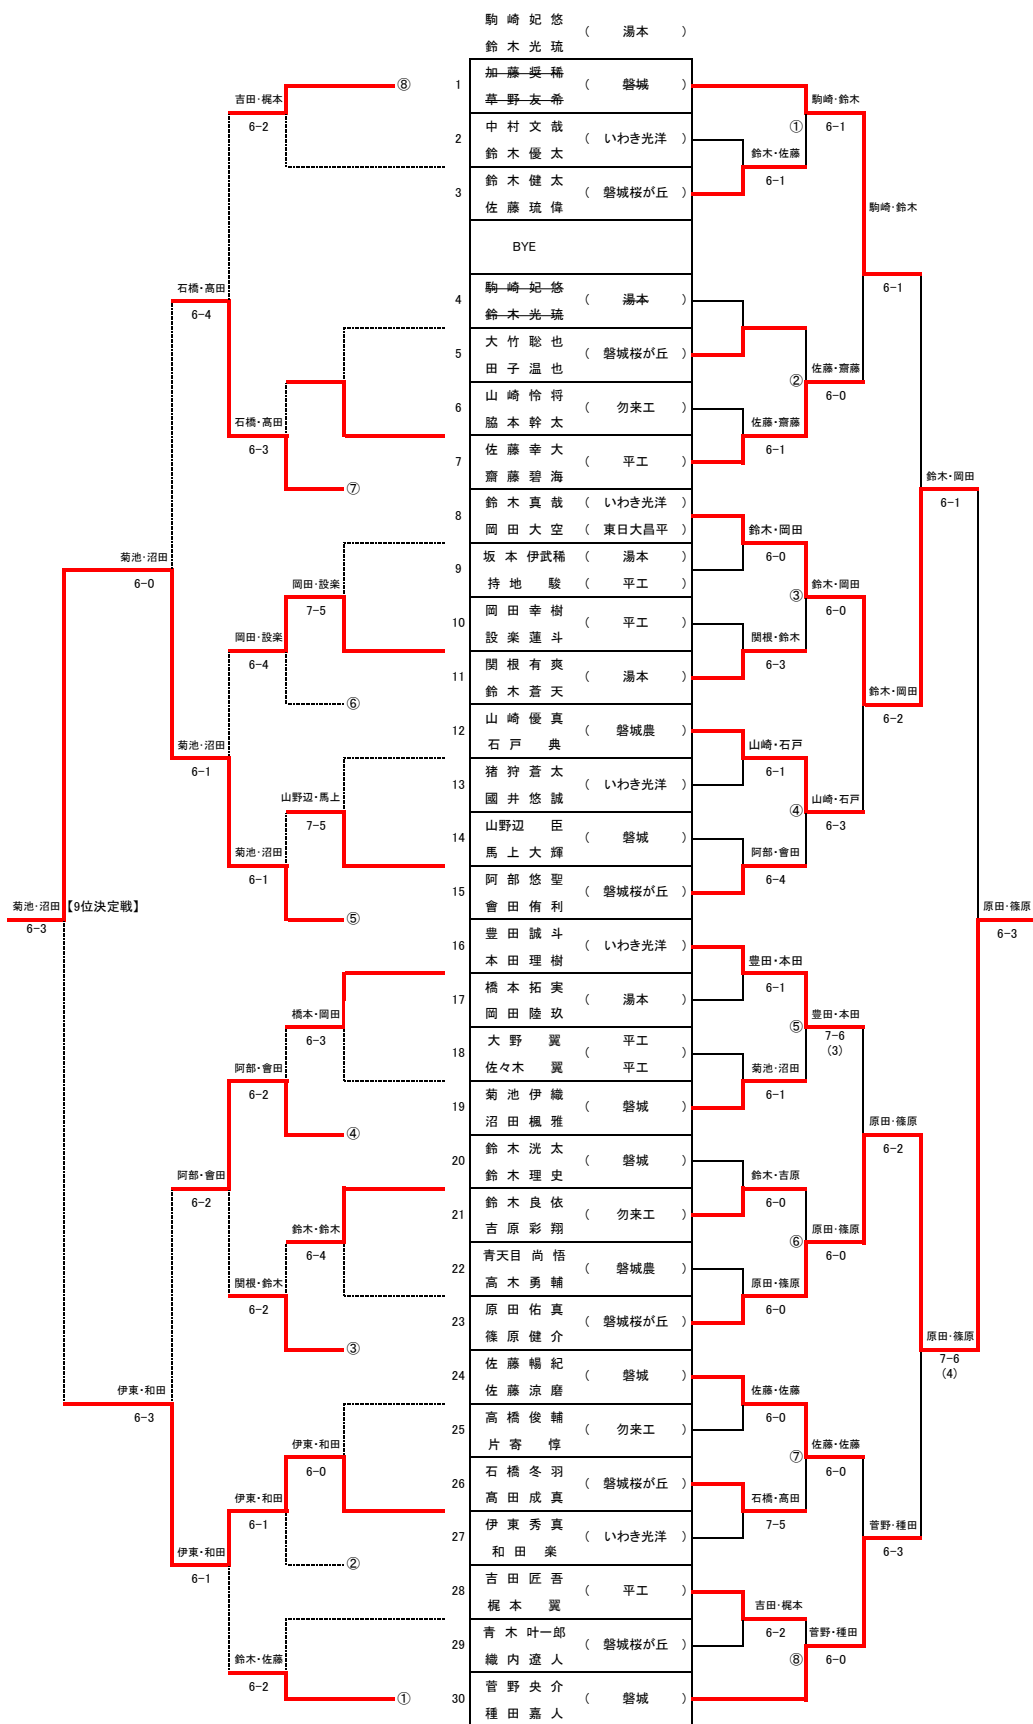 駒崎妃悠
鈴木光琉
( 湯本 )
1 加藤奨稀 草野友希 ( 磐城 )
2 中村文哉 鈴木優太 ( いわき光洋 )
3 鈴木健太 佐藤琉偉 ( 磐城桜が丘 )
BYE
4 駒崎妃悠 鈴木光琉 ( 湯本 )
5 大竹聡也 田子温也 ( 磐城桜が丘 )
6 山崎怜将 脇本幹太 ( 勿来工 )
7 佐藤幸大 齋藤碧海 ( 平工 )
8 鈴木真哉 ( いわき光洋 ) 岡田大空 ( 東日大昌平 )
9 坂本伊武稀 ( 湯本 ) 持地 駿 ( 平工 )
10 岡田幸樹 設楽蓮斗 ( 平工 )
11 関根有爽 鈴木蒼天 ( 湯本 )
12 山崎優真 石戸 典 ( 磐城農 )
13 猪狩蒼太 國井悠誠 ( いわき光洋 )
14 山野辺 臣 馬上大輝 ( 磐城 )
15 阿部悠聖 會田侑利 ( 磐城桜が丘 )
16 豊田誠斗 本田理樹 ( いわき光洋 )
17 橋本拓実 岡田陸玖 ( 湯本 )
18 大野 翼 平工 佐々木 翼 平工
19 菊池伊織 沼田楓雅 ( 磐城 )
20 鈴木洸太 鈴木理史 ( 磐城 )
21 鈴木良依 吉原彩翔 ( 勿来工 )
22 青天目尚悟 高木勇輔 ( 磐城農 )
23 原田佑真 篠原健介 ( 磐城桜が丘 )
24 佐藤暢紀 佐藤涼磨 ( 磐城 )
25 高橋俊輔 片寄 惇 ( 勿来工 )
26 石橋冬羽 髙田成真 ( 磐城桜が丘 )
27 伊東秀真 和田 楽 ( いわき光洋 )
28 吉田匠吾 梶本 翼 ( 平工 )
29 青木叶一郎 織内遼人 ( 磐城桜が丘 )
30 菅野央介 種田嘉人 ( 磐城 )
⑧
吉田・梶本
6-2
石橋・髙田
6-4
石橋・髙田
6-3
⑦
菊池・沼田
6-0
岡田・設楽
7-5
岡田・設楽
6-4
⑥
菊池・沼田
6-1
山野辺・馬上
7-5
菊池・沼田
6-1
⑤
菊池・沼田【9位決定戦】
6-3
橋本・岡田
6-3
阿部・會田
6-2
④
阿部・會田
6-2
鈴木・鈴木
6-4
関根・鈴木
6-2
③
伊東・和田
6-3
伊東・和田
6-0
伊東・和田
6-1
②
伊東・和田
6-1
鈴木・佐藤
6-2
①
駒崎・鈴木
① 6-1
鈴木・佐藤
6-1
駒崎・鈴木
6-1
佐藤・齋藤
② 6-0
佐藤・齋藤
6-1
鈴木・岡田
6-1
鈴木・岡田
6-0
鈴木・岡田
③ 6-0
関根・鈴木
6-3
鈴木・岡田
6-2
山崎・石戸
6-1
山崎・石戸
④ 6-3
阿部・會田
6-4
原田・篠原
6-3
豊田・本田
6-1
豊田・本田
⑤ 7-6
(3)
菊池・沼田
6-1
原田・篠原
6-2
鈴木・吉原
6-0
原田・篠原
⑥ 6-0
原田・篠原
6-0
原田・篠原
7-6
(4)
佐藤・佐藤
6-0
佐藤・佐藤
⑦ 6-0
石橋・髙田
7-5
菅野・種田
6-3
吉田・梶本
6-2
菅野・種田
⑧ 6-0